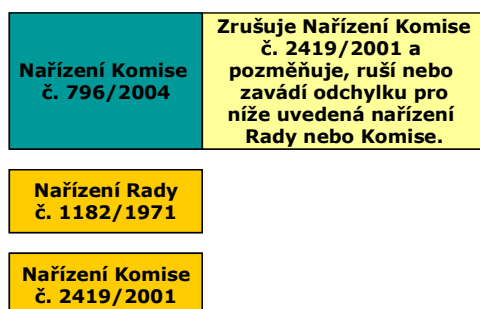 Nařízení Komise
č. 796/2004
Zrušuje Nařízení Komise
č. 2419/2001 a
pozměňuje, ruší nebo
zavádí odchylku pro
níže uvedená nařízení
Rady nebo Komise.
Nařízení Rady
č. 1182/1971
Nařízení Komise
č. 2419/2001